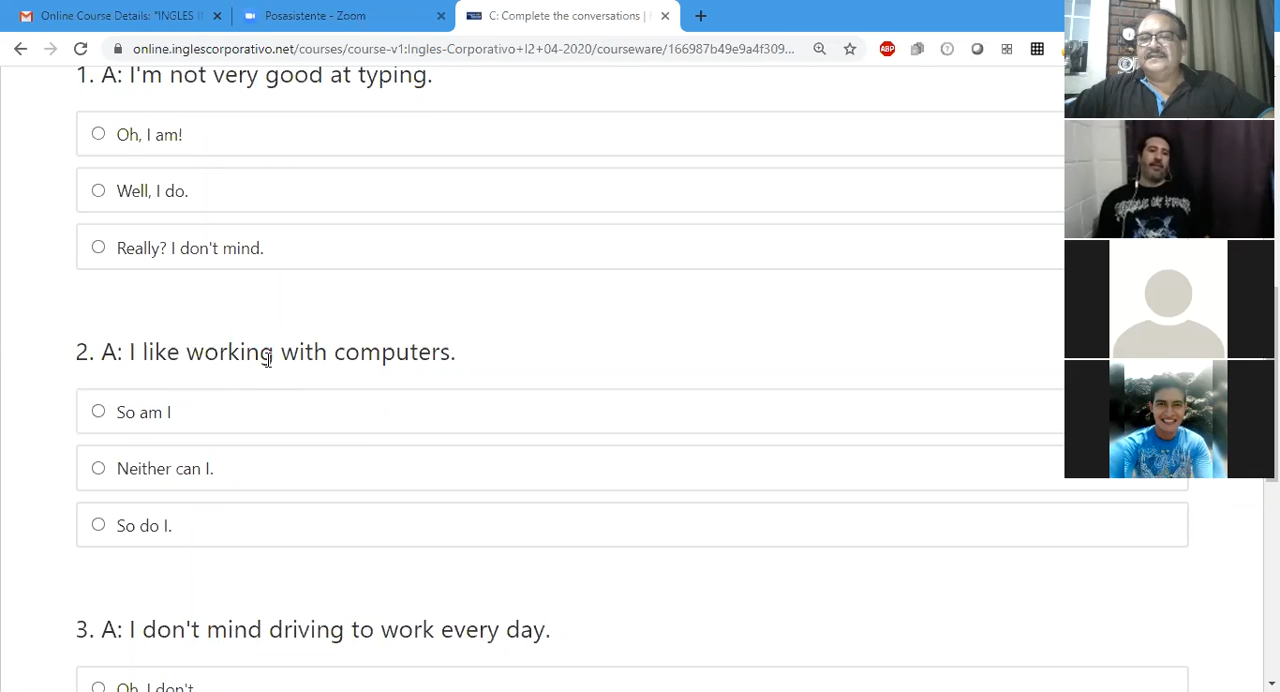 Online Course Details: "INGLES I
Posasistente - Zoom
C: Complete the conversations |
online.inglescorporativo.net/courses/course-v1:Ingles-Corporativo+I2+04-2020/courseware/166987b49e9a4f309...
ABP
1. A: I'm not very good at typing.
Oh, I am!
Well, I do.
Really? I don't mind.
2. A: I like working with computers.
So am I
Neither can I.
So do I.
3. A: I don't mind driving to work every day.
Oh, I don't